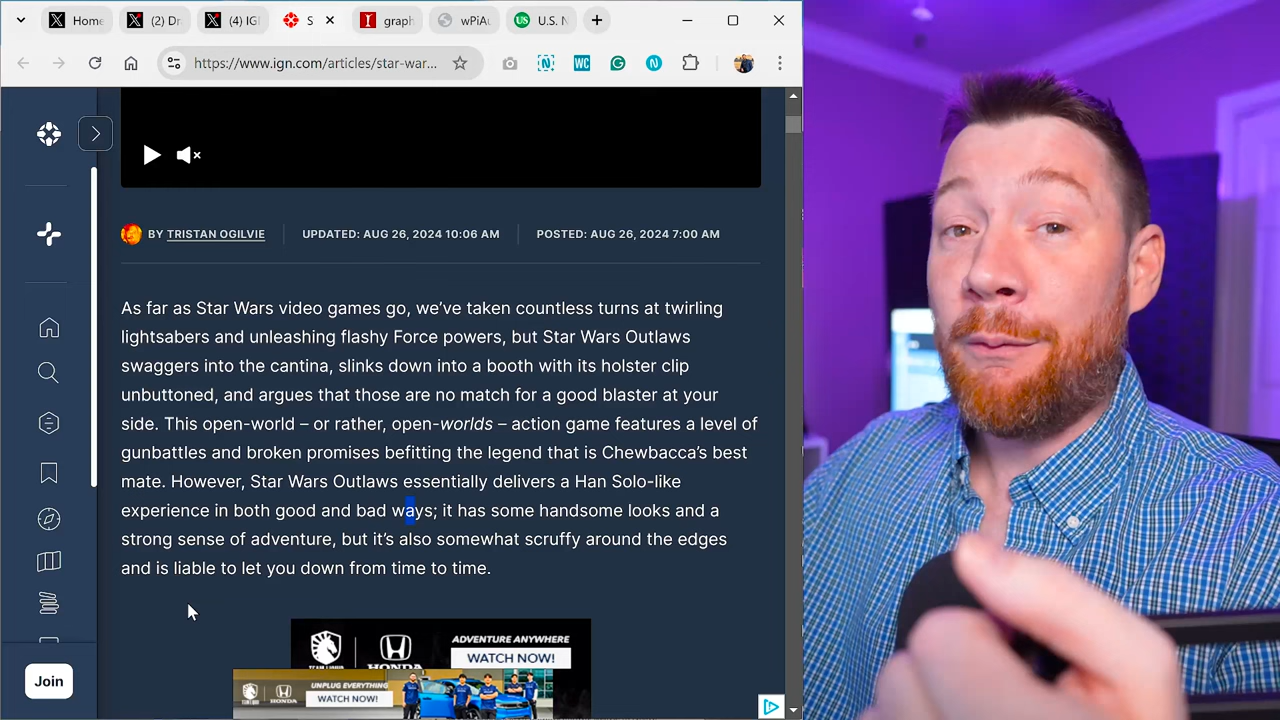 Home
(2) Dr
(4) IGI
S
graph
wPiAu
U.S. N
https://www.ign.com/articles/star-war...
WC
N
BY TRISTAN OGILVIE
UPDATED: AUG 26, 2024 10:06 AM
POSTED: AUG 26, 2024 7:00 AM
As far as Star Wars video games go, we’ve taken countless turns at twirling
lightsabers and unleashing flashy Force powers, but Star Wars Outlaws
swaggers into the cantina, slinks down into a booth with its holster clip
unbuttoned, and argues that those are no match for a good blaster at your
side. This open-world – or rather, open-worlds – action game features a level of
gunbattles and broken promises befitting the legend that is Chewbacca’s best
mate. However, Star Wars Outlaws essentially delivers a Han Solo-like
experience in both good and bad ways; it has some handsome looks and a
strong sense of adventure, but it’s also somewhat scruffy around the edges
and is liable to let you down from time to time.
TEAM LIQUID
HONDA
ADVENTURE ANYWHERE
WATCH NOW!
HONDA
UNPLUG EVERYTHING
WATCH NOW!
Join